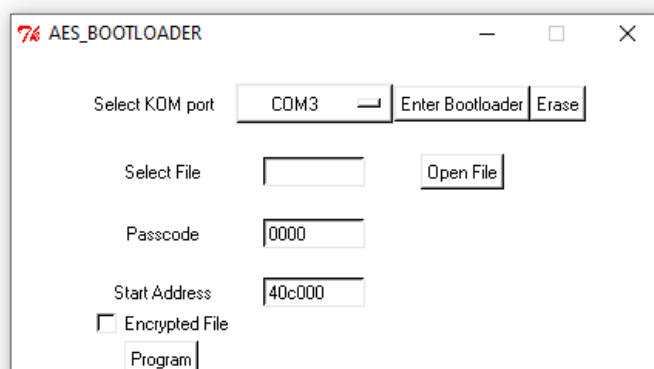 AES_BOOTLOADER
Select KOM port COM3 Enter Bootloader Erase
Select File Open File
Passcode 0000
Start Address 40c000
Encrypted File
Program